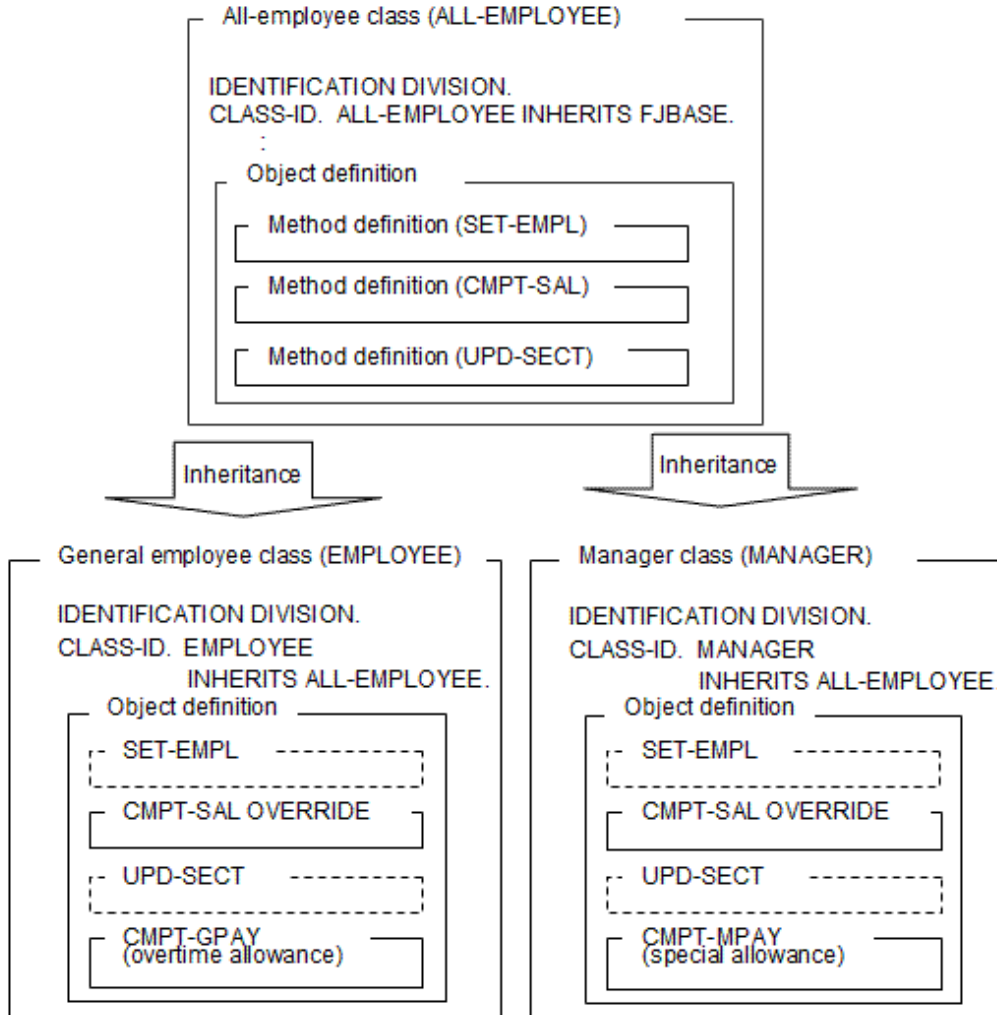 All-employee class (ALL-EMPLOYEE)
IDENTIFICATION DIVISION.
CLASS-ID. ALL-EMPLOYEE INHERITS FJBASE.
:
Object definition
Method definition (SET-EMPL)
Method definition (CMPT-SAL)
Method definition (UPD-SECT)
Inheritance
Inheritance
General employee class (EMPLOYEE)
IDENTIFICATION DIVISION.
CLASS-ID. EMPLOYEE
INHERITS ALL-EMPLOYEE.
Object definition
SET-EMPL
CMPT-SAL OVERRIDE
UPD-SECT
CMPT-GPAY
(overtime allowance)
Manager class (MANAGER)
IDENTIFICATION DIVISION.
CLASS-ID. MANAGER
INHERITS ALL-EMPLOYEE.
Object definition
SET-EMPL
CMPT-SAL OVERRIDE
UPD-SECT
CMPT-MPAY
(special allowance)